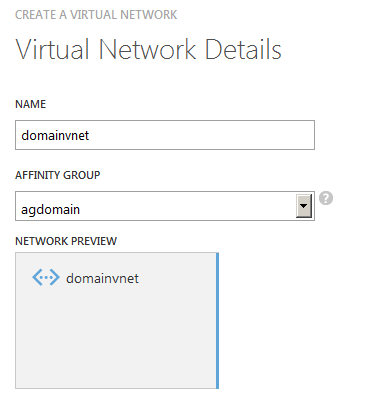 CREATE A VIRTUAL NETWORK
Virtual Network Details
NAME
domainvnet
AFFINITY GROUP
agdomain
?
NETWORK PREVIEW
domainvnet